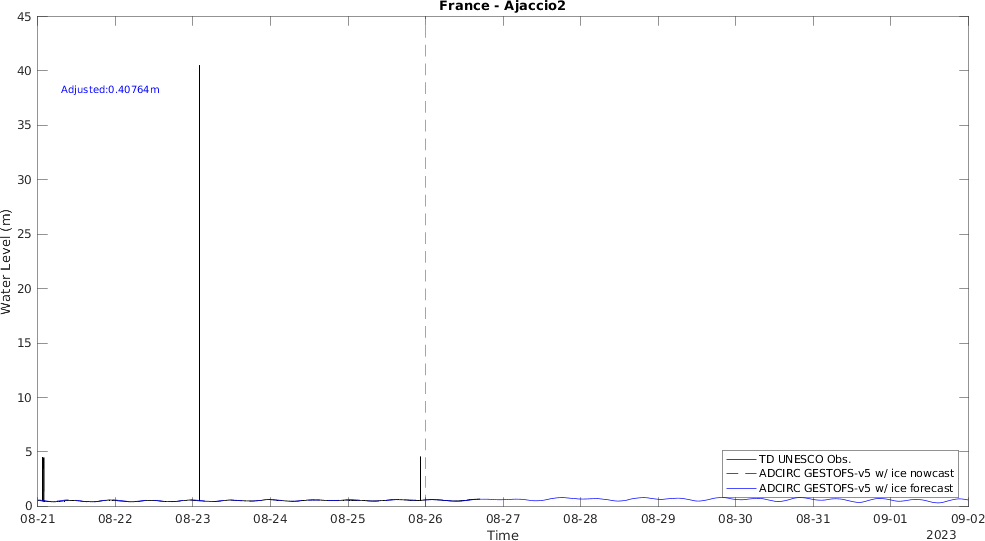 France - Ajaccio2
45
40
35
30
25
20
15
10
5
0
Water Level (m)
Adjusted:0.40764m
TD UNESCO Obs.
ADCIRC GESTOFS-v5 w/ ice nowcast
ADCIRC GESTOFS-v5 w/ ice forecast
08-21 08-22 08-23 08-24 08-25 08-26 08-27 08-28 08-29 08-30 08-31 09-01 09-02
Time
2023